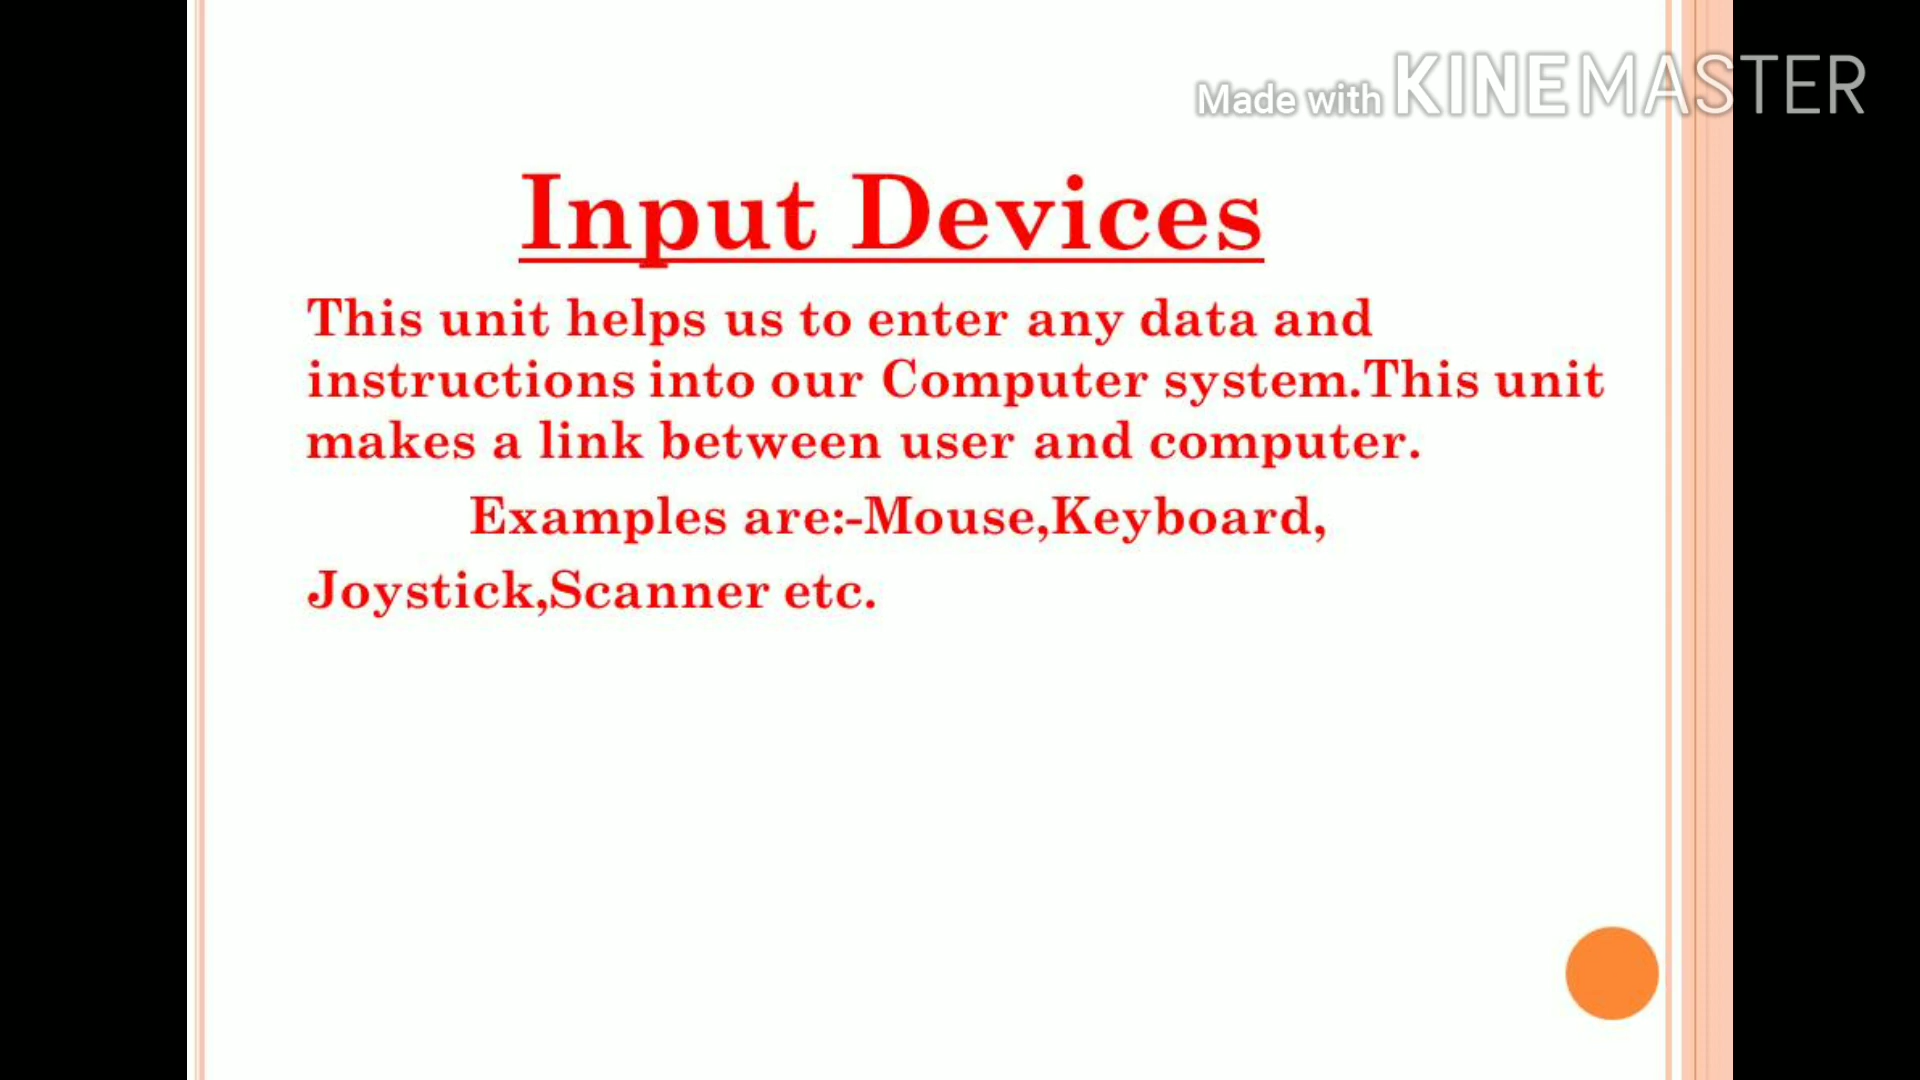 Made with KINEMASTER
Input Devices
This unit helps us to enter any data and
instructions into our Computer system.This unit
makes a link between user and computer.
Examples are:-Mouse,Keyboard,
Joystick,Scanner etc.